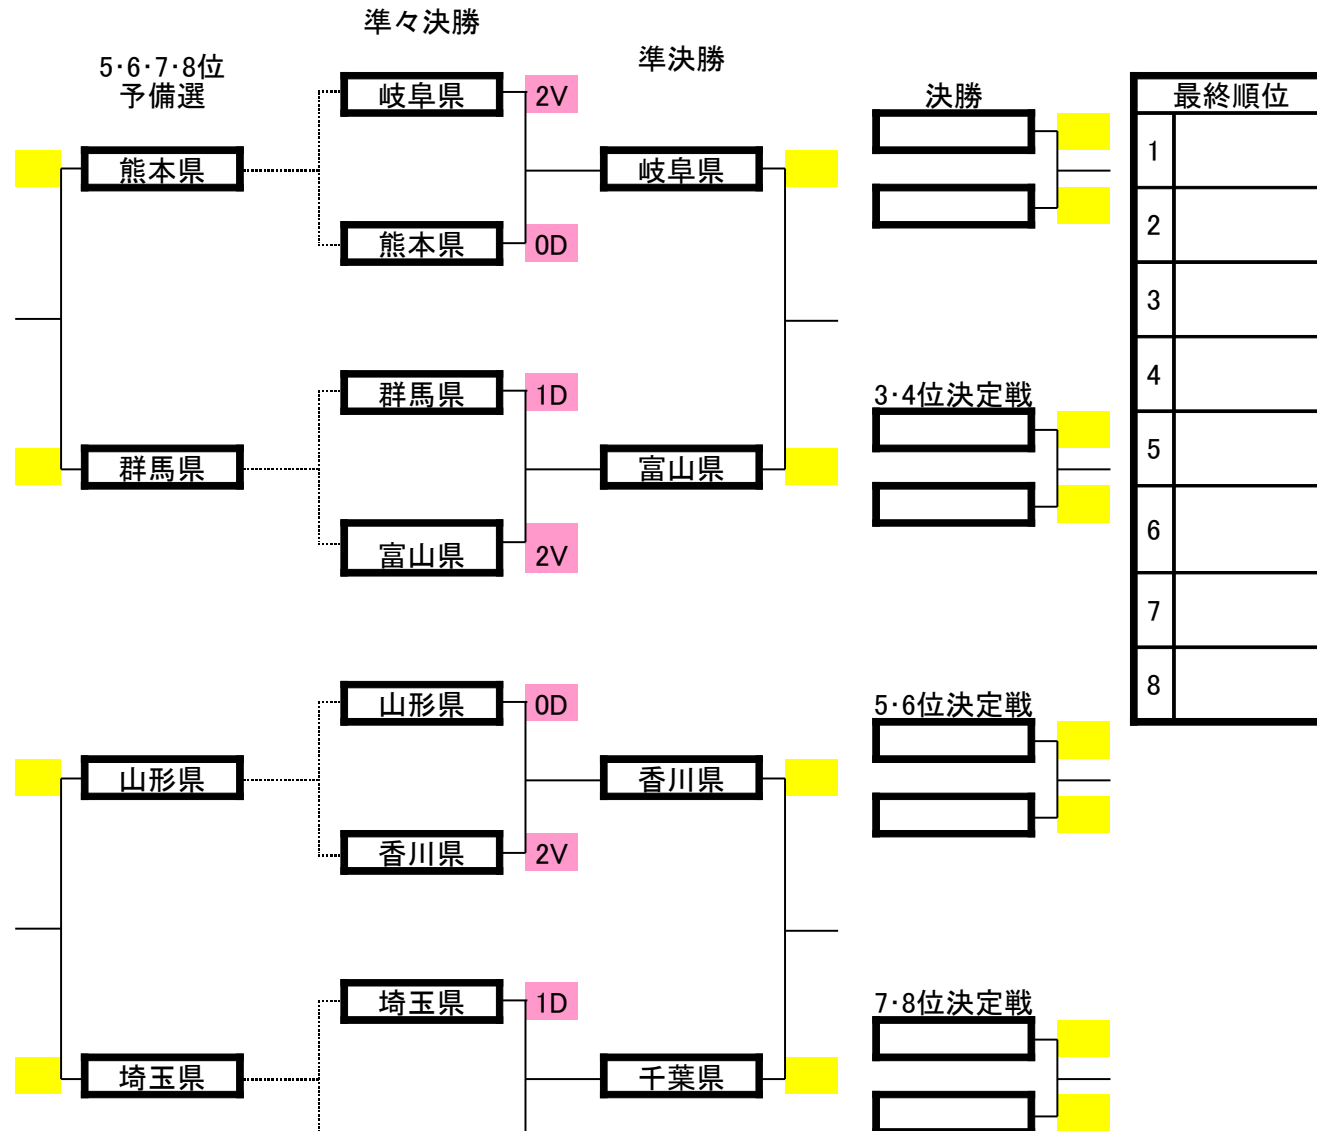 準々決勝
5・6・7・8位
予備選
準決勝
岐阜県 2V
決勝
最終順位
熊本県
岐阜県
1
熊本県 0D
2
3
群馬県 1D
3・4位決定戦
4
群馬県
富山県
5
富山県 2V
6
7
山形県 0D
5・6位決定戦
8
山形県
香川県
香川県 2V
埼玉県 1D
7・8位決定戦
埼玉県
千葉県